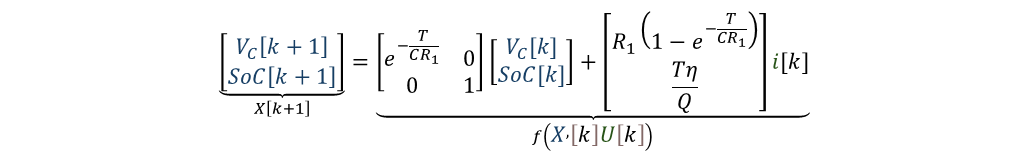 [V_C[k + 1] SoC[k + 1]] = [e^{-T/CR_1} 0 0 1] [V_C[k] SoC[k]] + [R_1 (1 − e^{-T/CR_1}) Tη/Q] i[k]
X[k+1]
f(X,[k]U[k])